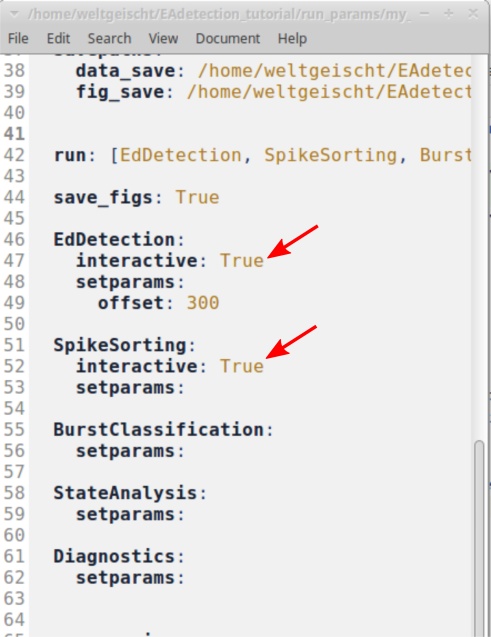 /home/weltgeischt/EAdetection_tutorial/run_params/my_
File Edit Search View Document Help
38 data_save: /home/weltgeischt/EAdetec
39 fig_save: /home/weltgeischt/EAdetect
40
41
42 run: [EdDetection, SpikeSorting, Burst
43
44 save_figs: True
45
46 EdDetection:
47 interactive: True
48 setparams:
49 offset: 300
50
51 SpikeSorting:
52 interactive: True
53 setparams:
54
55 BurstClassification:
56 setparams:
57
58 StateAnalysis:
59 setparams:
60
61 Diagnostics:
62 setparams:
63
64